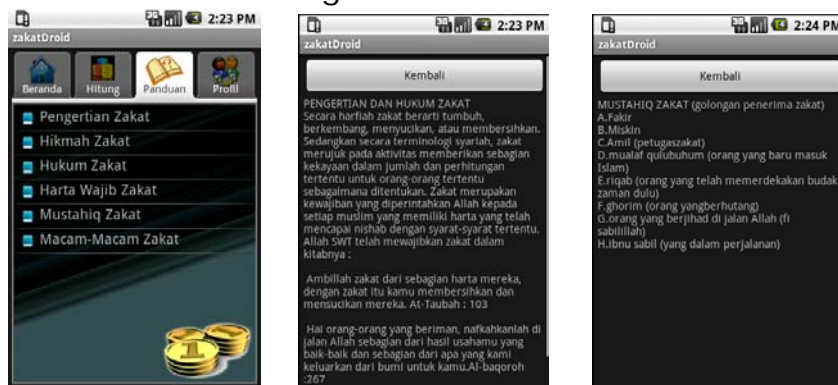 2:23 PM
zakatDroid
Beranda
Hitung
Panduan
Profil
Pengertian Zakat
Hikmah Zakat
Hukum Zakat
Harta Wajib Zakat
Mustahiq Zakat
Macam-Macam Zakat
2:23 PM
zakatDroid
Kembali
PENGERTIAN DAN HUKUM ZAKAT
Secara harfiah zakat berarti tumbuh,
berkembang, menyucikan, atau membersihkan.
Sedangkan secara terminologi syariah, zakat
merujuk pada aktivitas memberikan sebagian
kekayaan dalam jumlah dan perhitungan
tertentu untuk orang-orang tertentu
sebagaimana ditentukan. Zakat merupakan
kewajiban yang diperintahkan Allah kepada
setiap muslim yang memiliki harta yang telah
mencapai nishab dengan syarat-syarat tertentu.
Allah SWT telah mewajibkan zakat dalam
kitabnya :
Ambillah zakat dari sebagian harta mereka,
dengan zakat itu kamu membersihkan dan
mensucikan mereka. At-Taubah : 103
Hai orang-orang yang beriman, nafkahkanlah di
jalan Allah sebagian dari hasil usahamu yang
baik-baik dan sebagian dari apa yang kami
keluarkan dari bumi untuk kamu.Al-baqoroh
:267
2:24 PM
zakatDroid
Kembali
MUSTAHIQ ZAKAT (golongan penerima zakat)
A.Fakir
B.Miskin
C.Amil (petugaszakat)
D.mualaf qulubuhum (orang yang baru masuk
Islam)
E.riqab (orang yang telah memerdekakan budak
zaman dulu)
F.ghorim (orang yangberhutang)
G.orang yang berjihad di jalan Allah (fi
sabilillah)
H.ibnu sabil (yang dalam perjalanan)